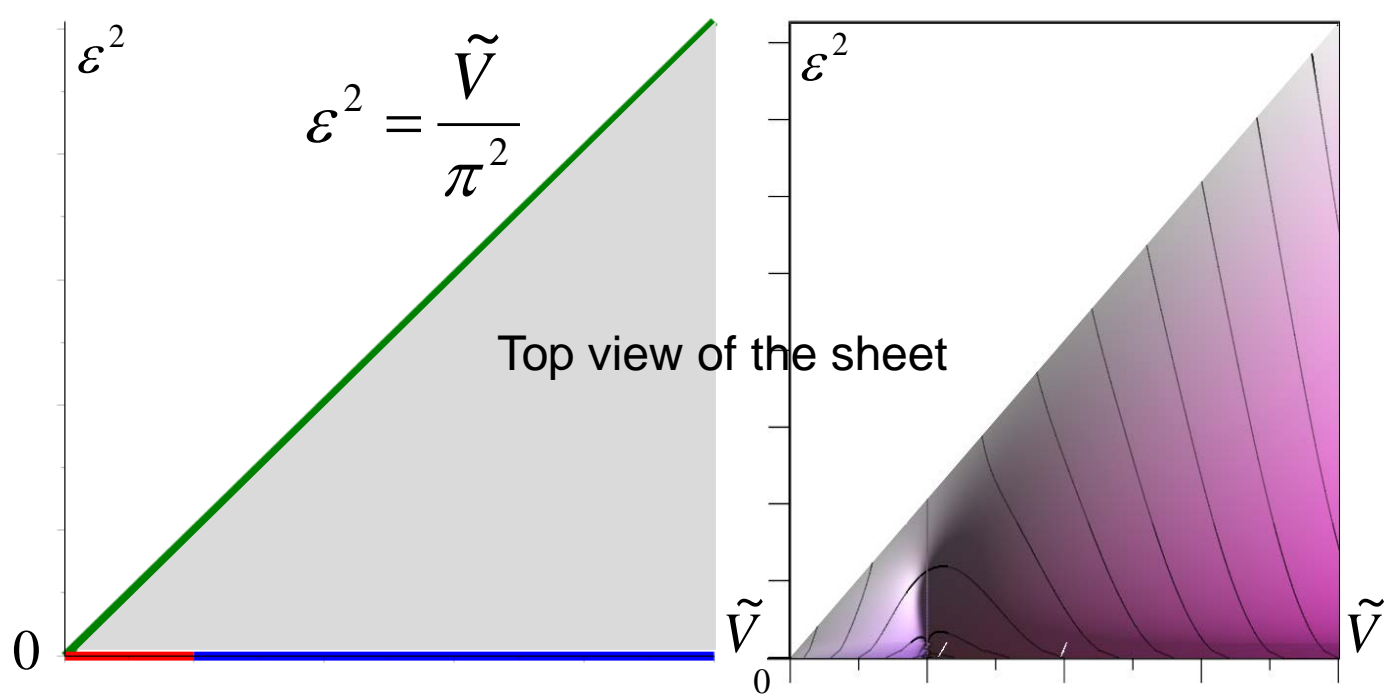 ε²
ε² = Ṽ / π²
ε²
Top view of the sheet
0
Ṽ
0
Ṽ